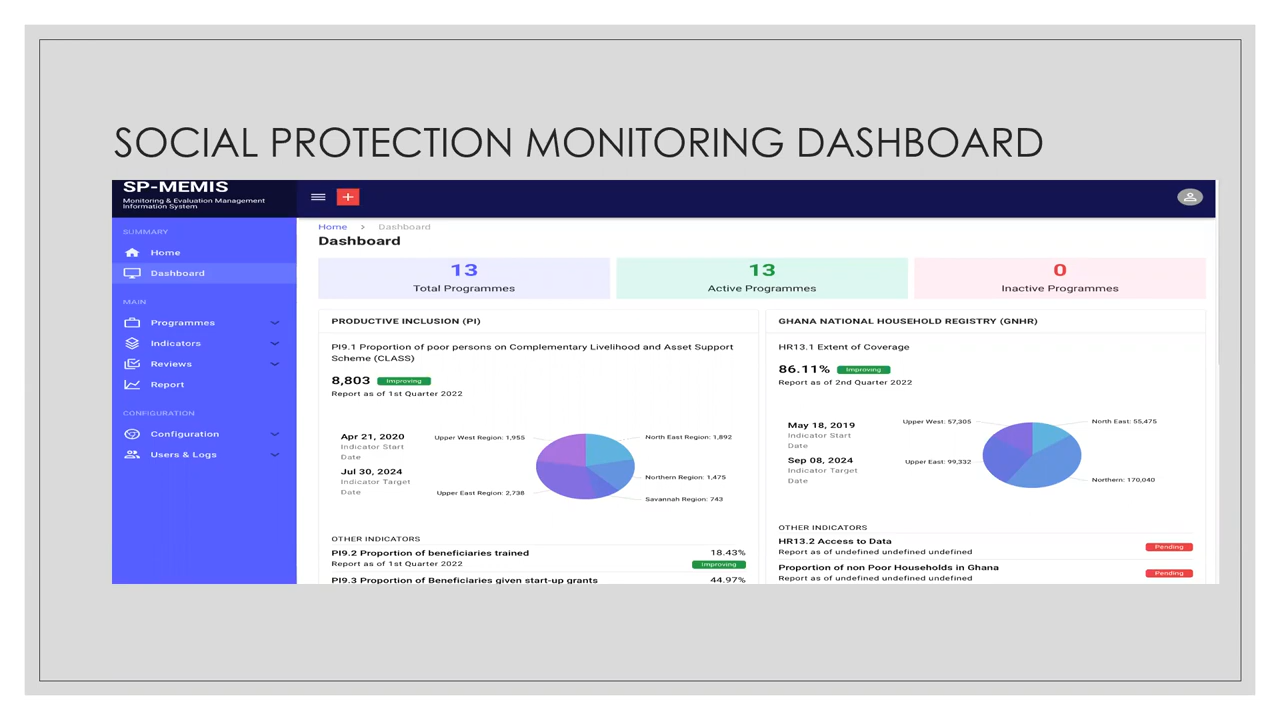 SOCIAL PROTECTION MONITORING DASHBOARD
SP-MEMIS
Monitoring & Evaluation Management
Information System
SUMMARY
Home
Dashboard
MAIN
Programmes
Indicators
Reviews
Report
CONFIGURATION
Configuration
Users & Logs
Home > Dashboard
Dashboard
13
Total Programmes
13
Active Programmes
0
Inactive Programmes
PRODUCTIVE INCLUSION (PI)
PI9.1 Proportion of poor persons on Complementary Livelihood and Asset Support
Scheme (CLASS)
8,803 Improving
Report as of 1st Quarter 2022
Apr 21, 2020
Indicator Start
Date
Jul 30, 2024
Indicator Target
Date
Upper West Region: 1,955
North East Region: 1,892
Northern Region: 1,475
Upper East Region: 2,738
Savannah Region: 743
OTHER INDICATORS
PI9.2 Proportion of beneficiaries trained 18.43%
Report as of 1st Quarter 2022 Improving
PI9.3 Proportion of Beneficiaries given start-up grants 44.97%
GHANA NATIONAL HOUSEHOLD REGISTRY (GNHR)
HR13.1 Extent of Coverage
86.11% Improving
Report as of 2nd Quarter 2022
May 18, 2019
Indicator Start
Date
Sep 08, 2024
Indicator Target
Date
Upper West: 57,305
North East: 55,475
Upper East: 99,332
Northern: 170,040
OTHER INDICATORS
HR13.2 Access to Data
Report as of undefined undefined undefined
Pending
Proportion of non Poor Households in Ghana
Report as of undefined undefined undefined
Pending